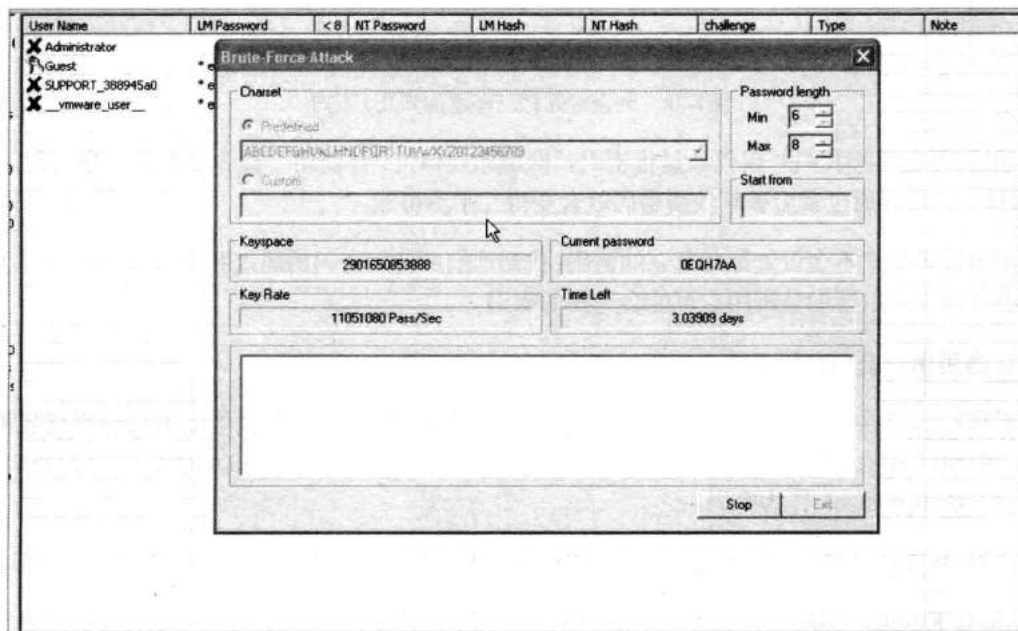 User Name LM Password < 8 NT Password LM Hash NT Hash challenge Type Note
Administrator
Guest * e
SUPPORT_388945a0 * e
__vmware_user__ * e
Brute-Force Attack
Charset
Predefined
Custom
Password length
Min 6
Max 8
Start from
Keyspace
2901650853888
Current password
0EQH7AA
Key Rate
11051080 Pass/Sec
Time Left
3.03909 days
Stop Exit